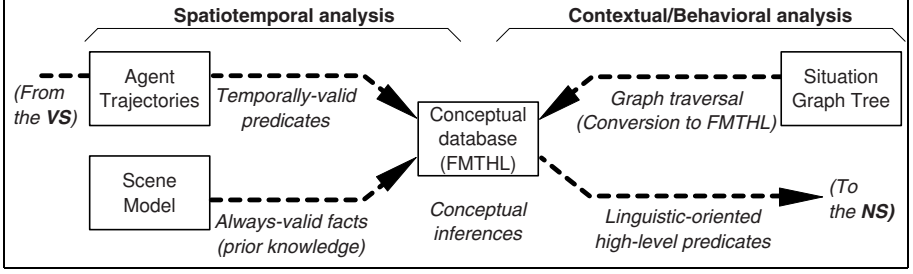 Spatiotemporal analysis
Contextual/Behavioral analysis
(From
the VS)
Agent
Trajectories
Temporally-valid
predicates
Scene
Model
Always-valid facts
(prior knowledge)
Conceptual
database
(FMTHL)
Conceptual
inferences
Graph traversal
(Conversion to FMTHL)
Situation
Graph Tree
Linguistic-oriented
high-level predicates
(To
the NS)